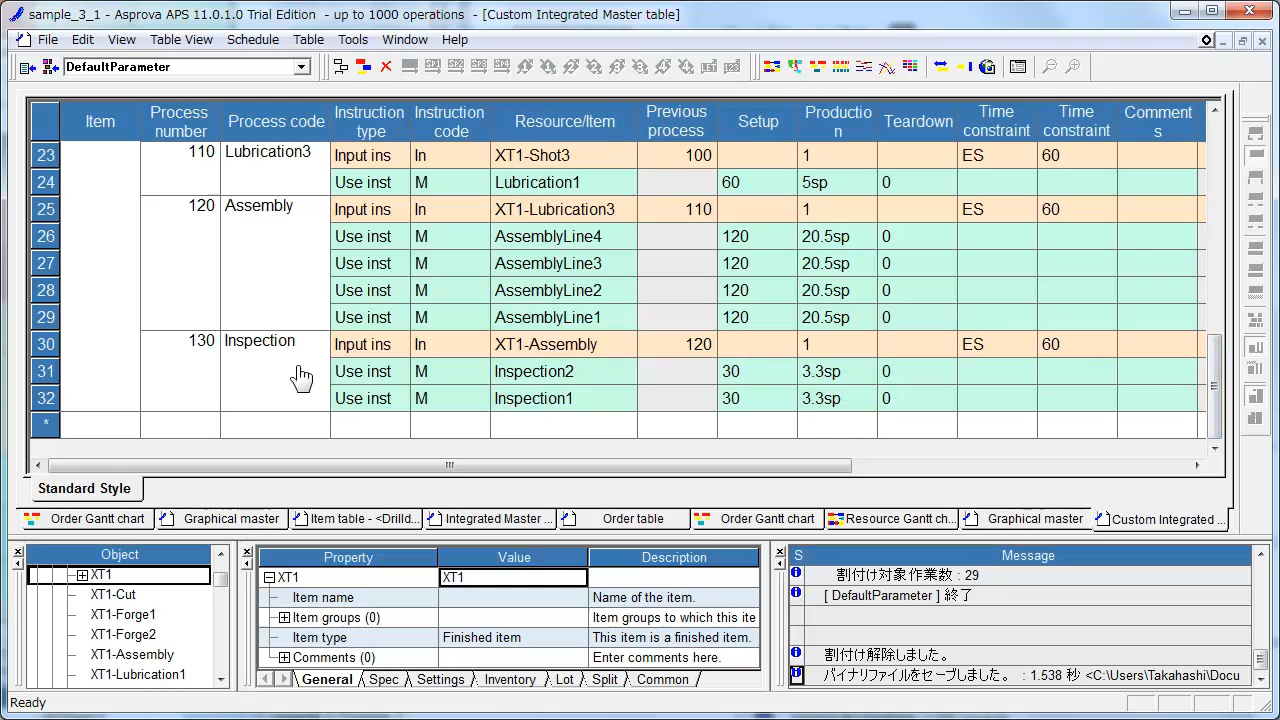 sample_3_1 - Asprova APS 11.0.1.0 Trial Edition - up to 1000 operations - [Custom Integrated Master table]
File Edit View Table View Schedule Table Tools Window Help
DefaultParameter
Item Process number Process code Instruction type Instruction code Resource/Item Previous process Setup Production Teardown Time constraint Time constraint Comments
23 110 Lubrication3 Input ins In XT1-Shot3 100 1 ES 60
24 Use inst M Lubrication1 60 5sp 0
25 120 Assembly Input ins In XT1-Lubrication3 110 1 ES 60
26 Use inst M AssemblyLine4 120 20.5sp 0
27 Use inst M AssemblyLine3 120 20.5sp 0
28 Use inst M AssemblyLine2 120 20.5sp 0
29 Use inst M AssemblyLine1 120 20.5sp 0
30 130 Inspection Input ins In XT1-Assembly 120 1 ES 60
31 Use inst M Inspection2 30 3.3sp 0
32 Use inst M Inspection1 30 3.3sp 0
*
Standard Style
Order Gantt chart Graphical master Item table - <Drilld... Integrated Master ... Order table Order Gantt chart Resource Gantt ch... Graphical master Custom Integrated ...
Object
XT1
XT1-Cut
XT1-Forge1
XT1-Forge2
XT1-Assembly
XT1-Lubrication1
Property Value Description
XT1 XT1
Item name Name of the item.
Item groups (0) Item groups to which this ite
Item type Finished item This item is a finished item.
Comments (0) Enter comments here.
General Spec Settings Inventory Lot Split Common
S Message
割付け対象作業数 : 29
[ DefaultParameter ] 終了
割付け解除しました。
バイナリファイルをセーブしました。 : 1.538 秒 <C:\Users\Takahashi\Docu
Ready